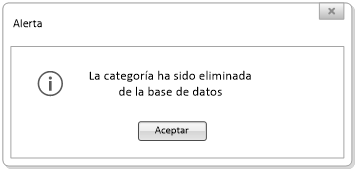 Alerta
La categoría ha sido eliminada
de la base de datos
Aceptar